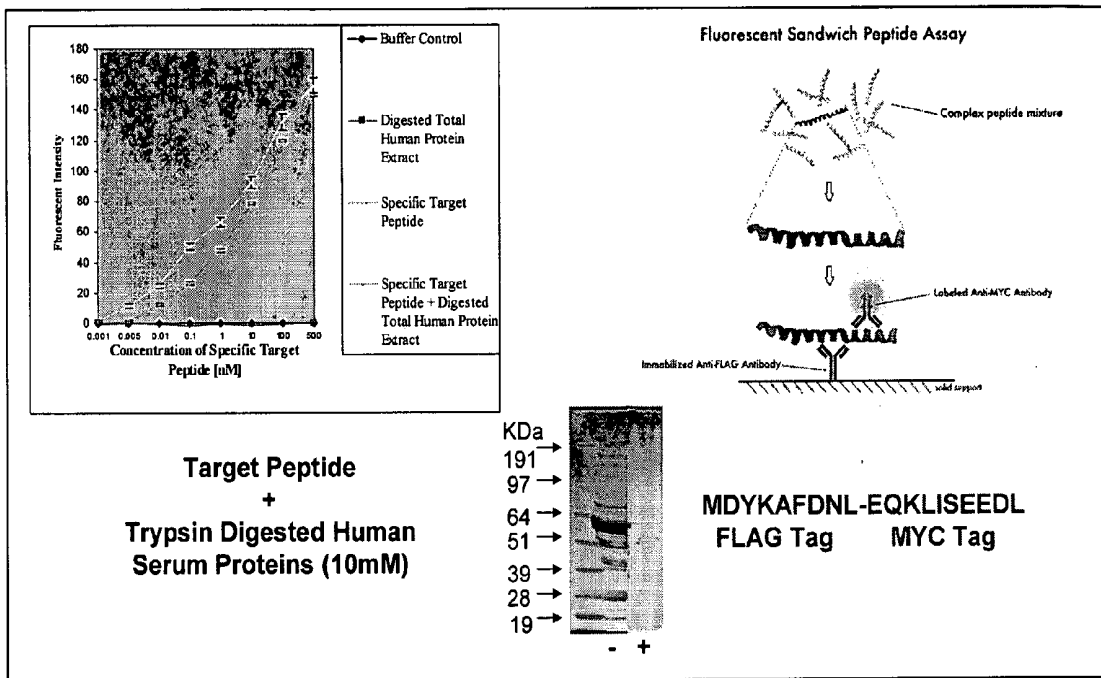 180
160
140
120
100
80
60
40
20
0
Fluorescent Intensity
0.001 0.005 0.01 0.1 1 10 100 500
Concentration of Specific Target
Peptide [nM]
Buffer Control
Digested Total
Human Protein
Extract
Specific Target
Peptide
Specific Target
Peptide + Digested
Total Human Protein
Extract
Fluorescent Sandwich Peptide Assay
Complex peptide mixture
Labeled Anti-MYC Antibody
Immobilized Anti-FLAG Antibody
solid support
Target Peptide
+
Trypsin Digested Human
Serum Proteins (10mM)
KDa
191
97
64
51
39
28
19
- +
MDYKAFDNL-EQKLISEEDL
FLAG Tag MYC Tag